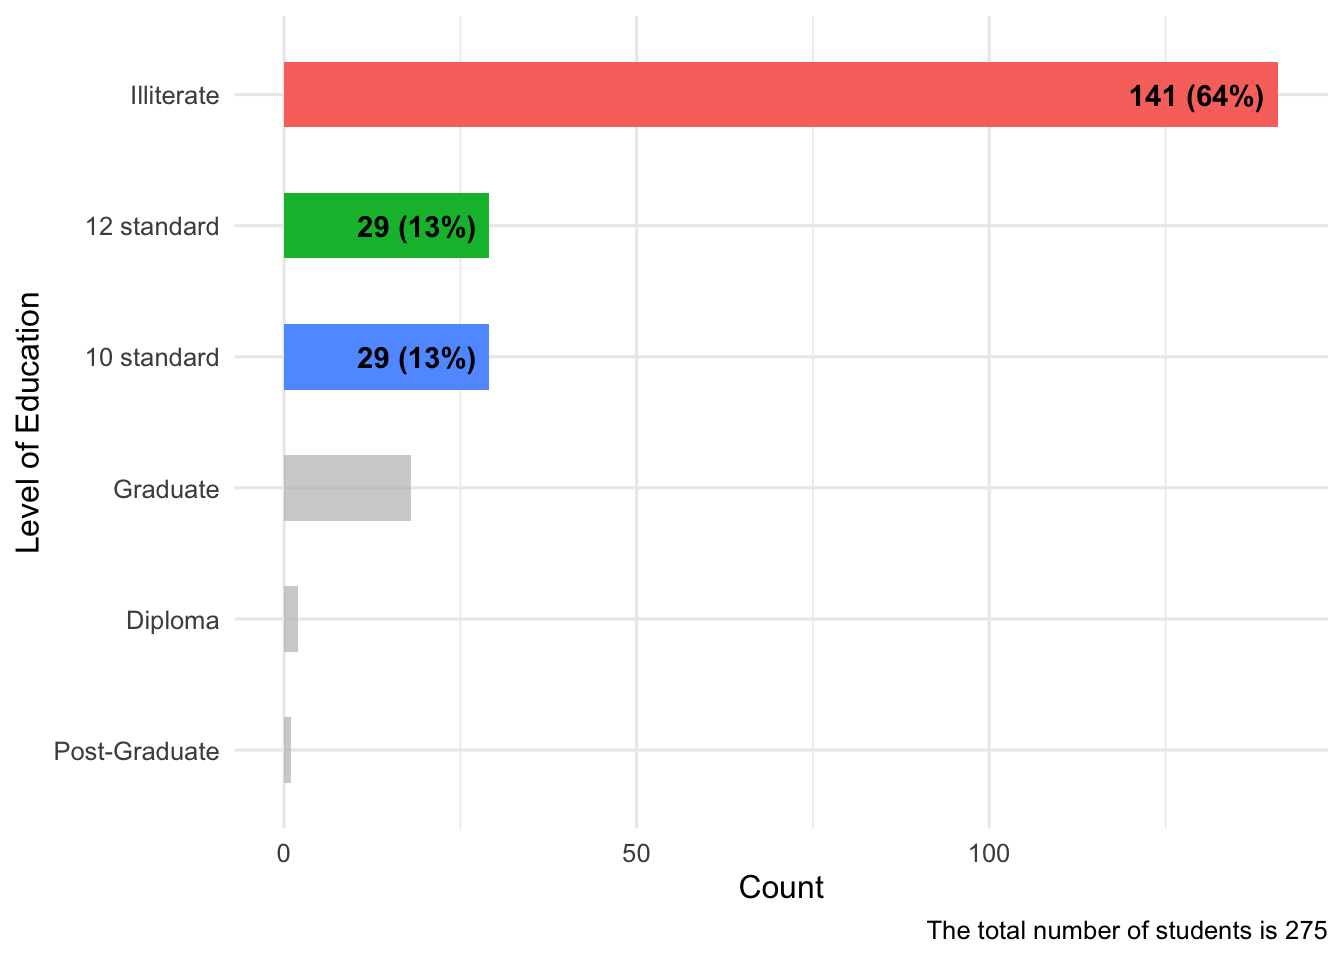 Level of Education
Illiterate
141 (64%)
12 standard
29 (13%)
10 standard
29 (13%)
Graduate
Diploma
Post-Graduate
0 50 100
Count
The total number of students is 275